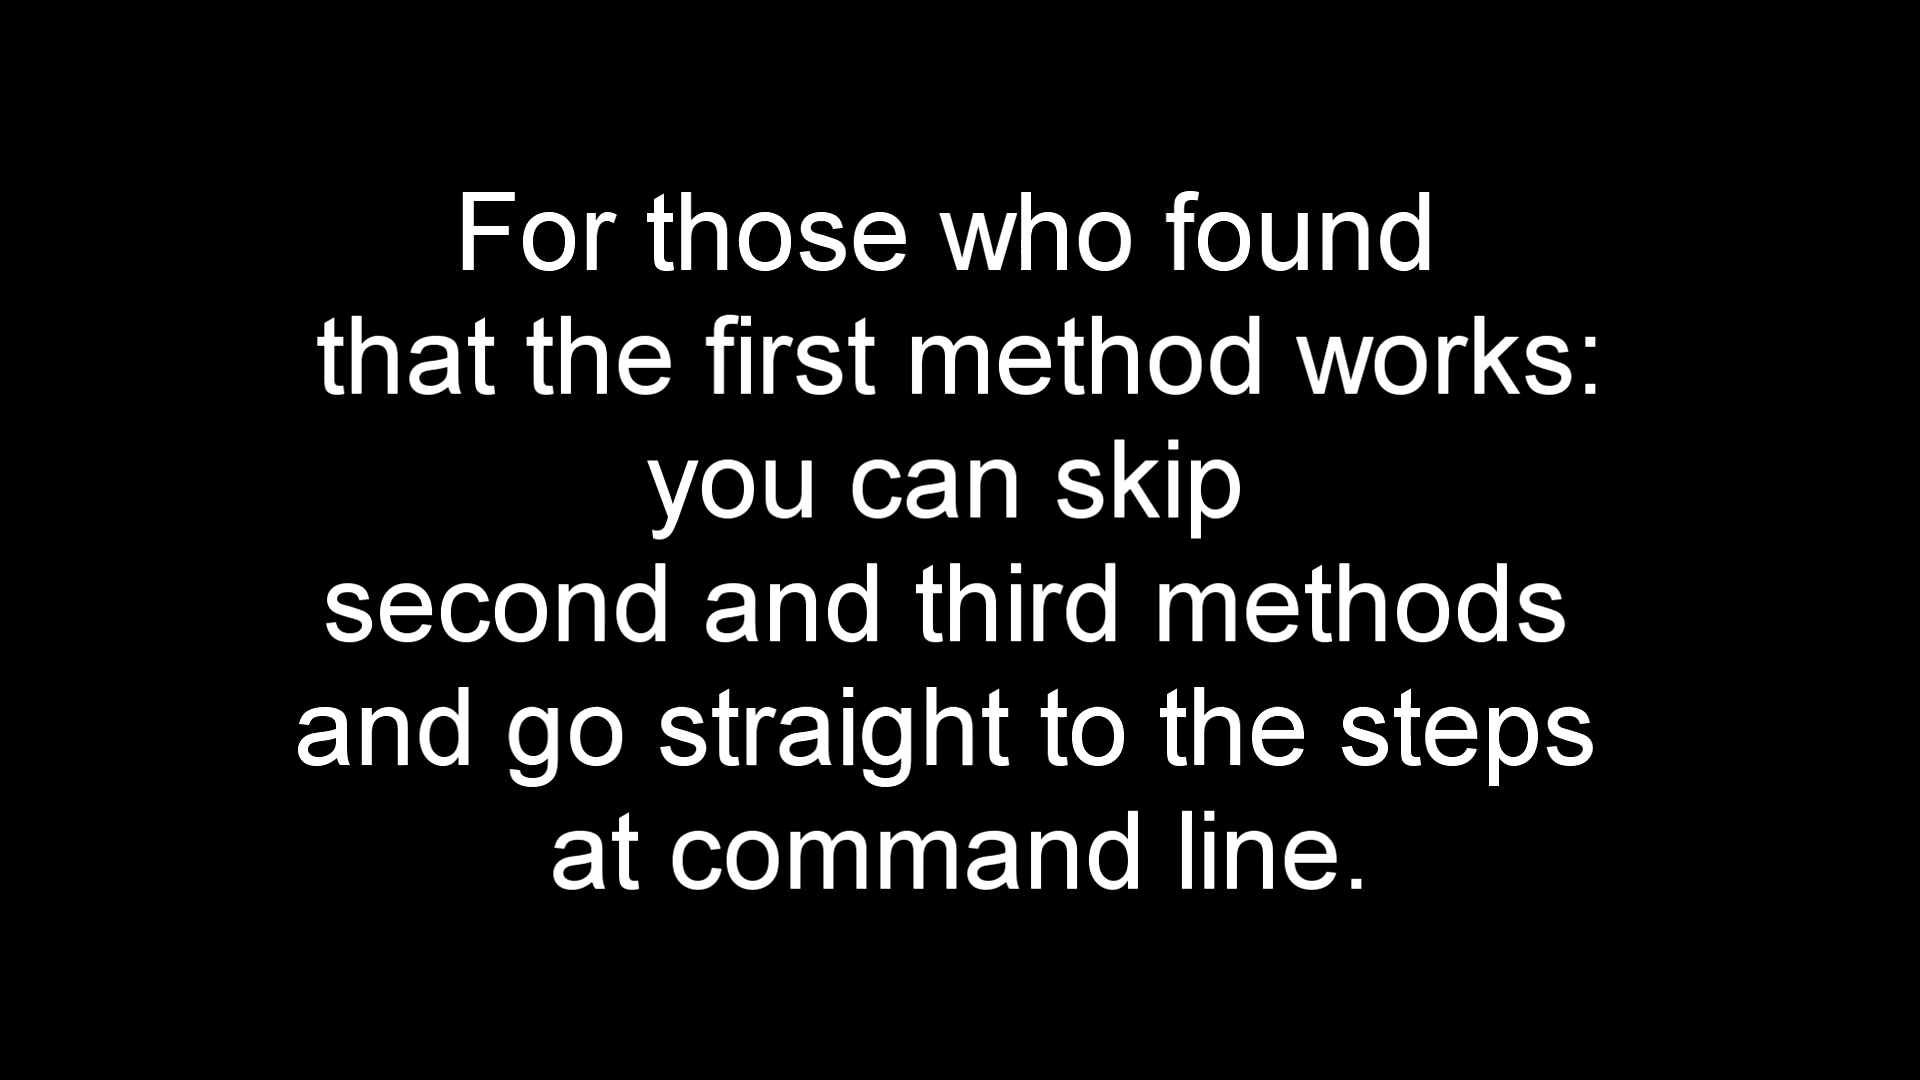 For those who found
that the first method works:
you can skip
second and third methods
and go straight to the steps
at command line.